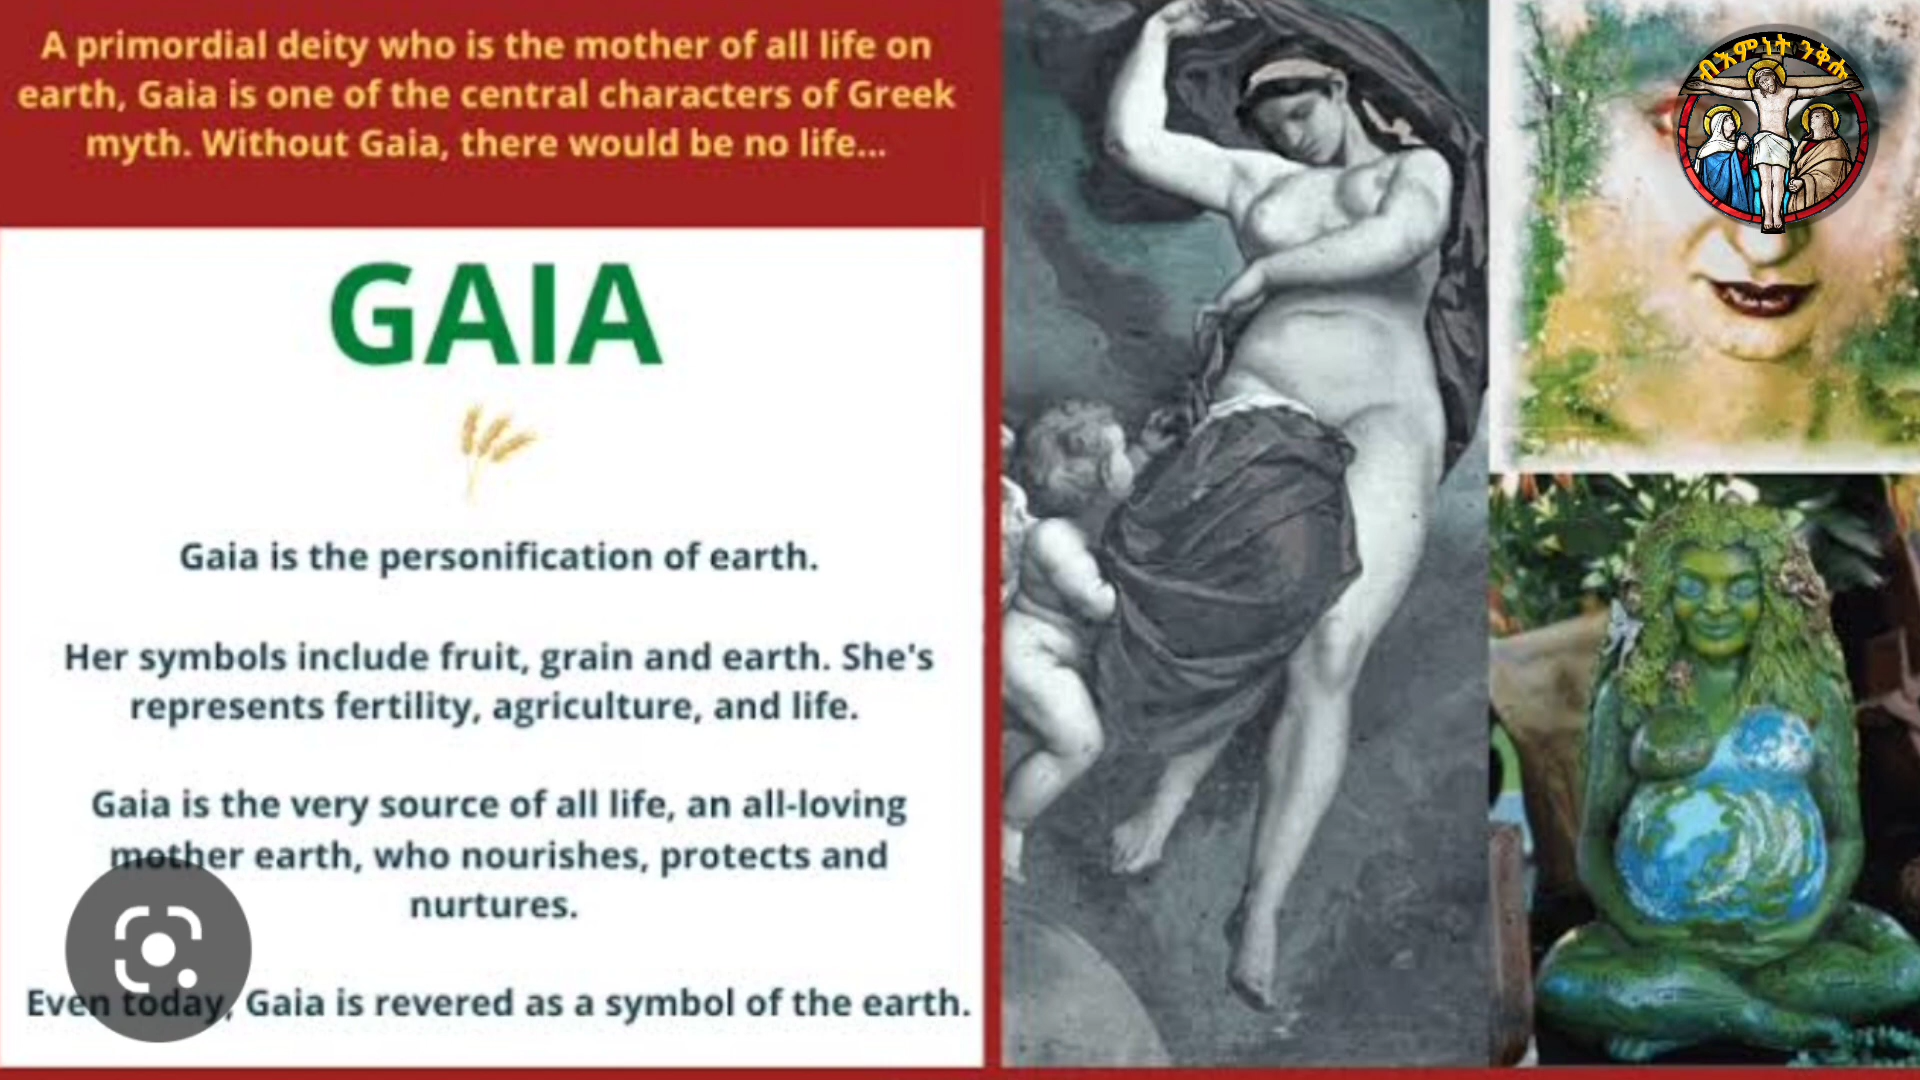 A primordial deity who is the mother of all life on
earth, Gaia is one of the central characters of Greek
myth. Without Gaia, there would be no life...
GAIA
Gaia is the personification of earth.
Her symbols include fruit, grain and earth. She's
represents fertility, agriculture, and life.
Gaia is the very source of all life, an all-loving
mother earth, who nourishes, protects and
nurtures.
Even today, Gaia is revered as a symbol of the earth.
በእምነት ንቅሑ